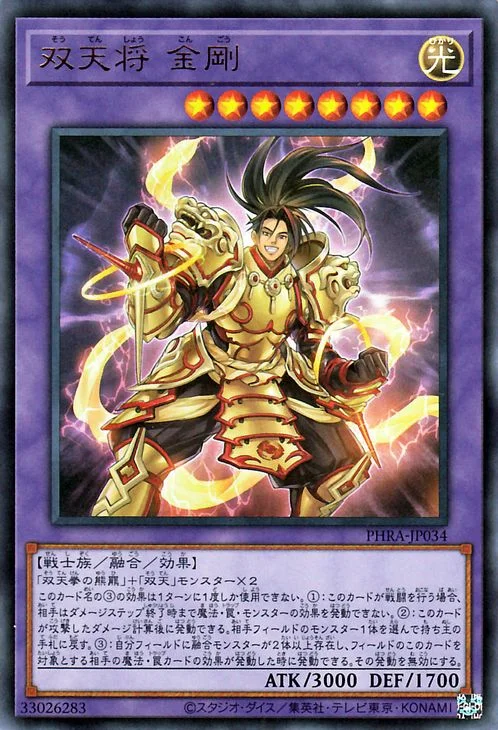 双天将 金剛
光
PHRA-JP034
【戦士族／融合／効果】
「双天拳の熊羆」＋「双天」モンスター×２
このカード名の③の効果は１ターンに１度しか使用できない。①：このカードが戦闘を行う場合、
相手はダメージステップ終了時まで魔法・罠・モンスターの効果を発動できない。②：このカード
が攻撃したダメージ計算後に発動できる。相手フィールドのモンスター１体を選んで持ち主の
手札に戻す。③：自分フィールドに融合モンスターが２体以上存在し、フィールドのこのカードを
対象とする相手の魔法・罠カードの効果が発動した時に発動できる。その発動を無効にする。
ATK/3000 DEF/1700
33026283
©スタジオ・ダイス／集英社・テレビ東京・KONAMI